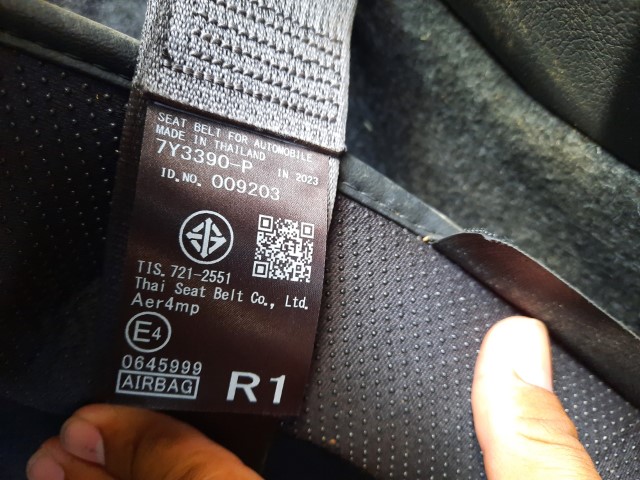 SEAT BELT FOR AUTOMOBILE
MADE IN THAILAND
7Y3390-P IN 2023
ID.NO. 009203
TIS. 721-2551
Thai Seat Belt Co., Ltd.
Aer4mp
E4
0645999
AIRBAG R1